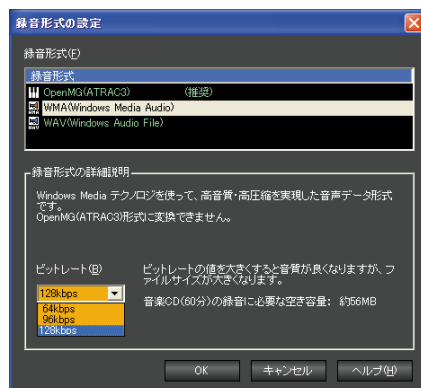 録音形式の設定
録音形式(F)
録音形式
OpenMG(ATRAC3) (推奨)
WMA(Windows Media Audio)
WAV(Windows Audio File)
録音形式の詳細説明
Windows Media テクノロジを使って、高音質・高圧縮を実現した音声データ形式
です。
OpenMG(ATRAC3)形式に変換できません。
ビットレート(B)
ビットレートの値を大きくすると音質が良くなりますが、フ
ァイルサイズが大きくなります。
128kbps
音楽CD(60分)の録音に必要な空き容量: 約56MB
64kbps
96kbps
128kbps
OK キャンセル ヘルプ(H)